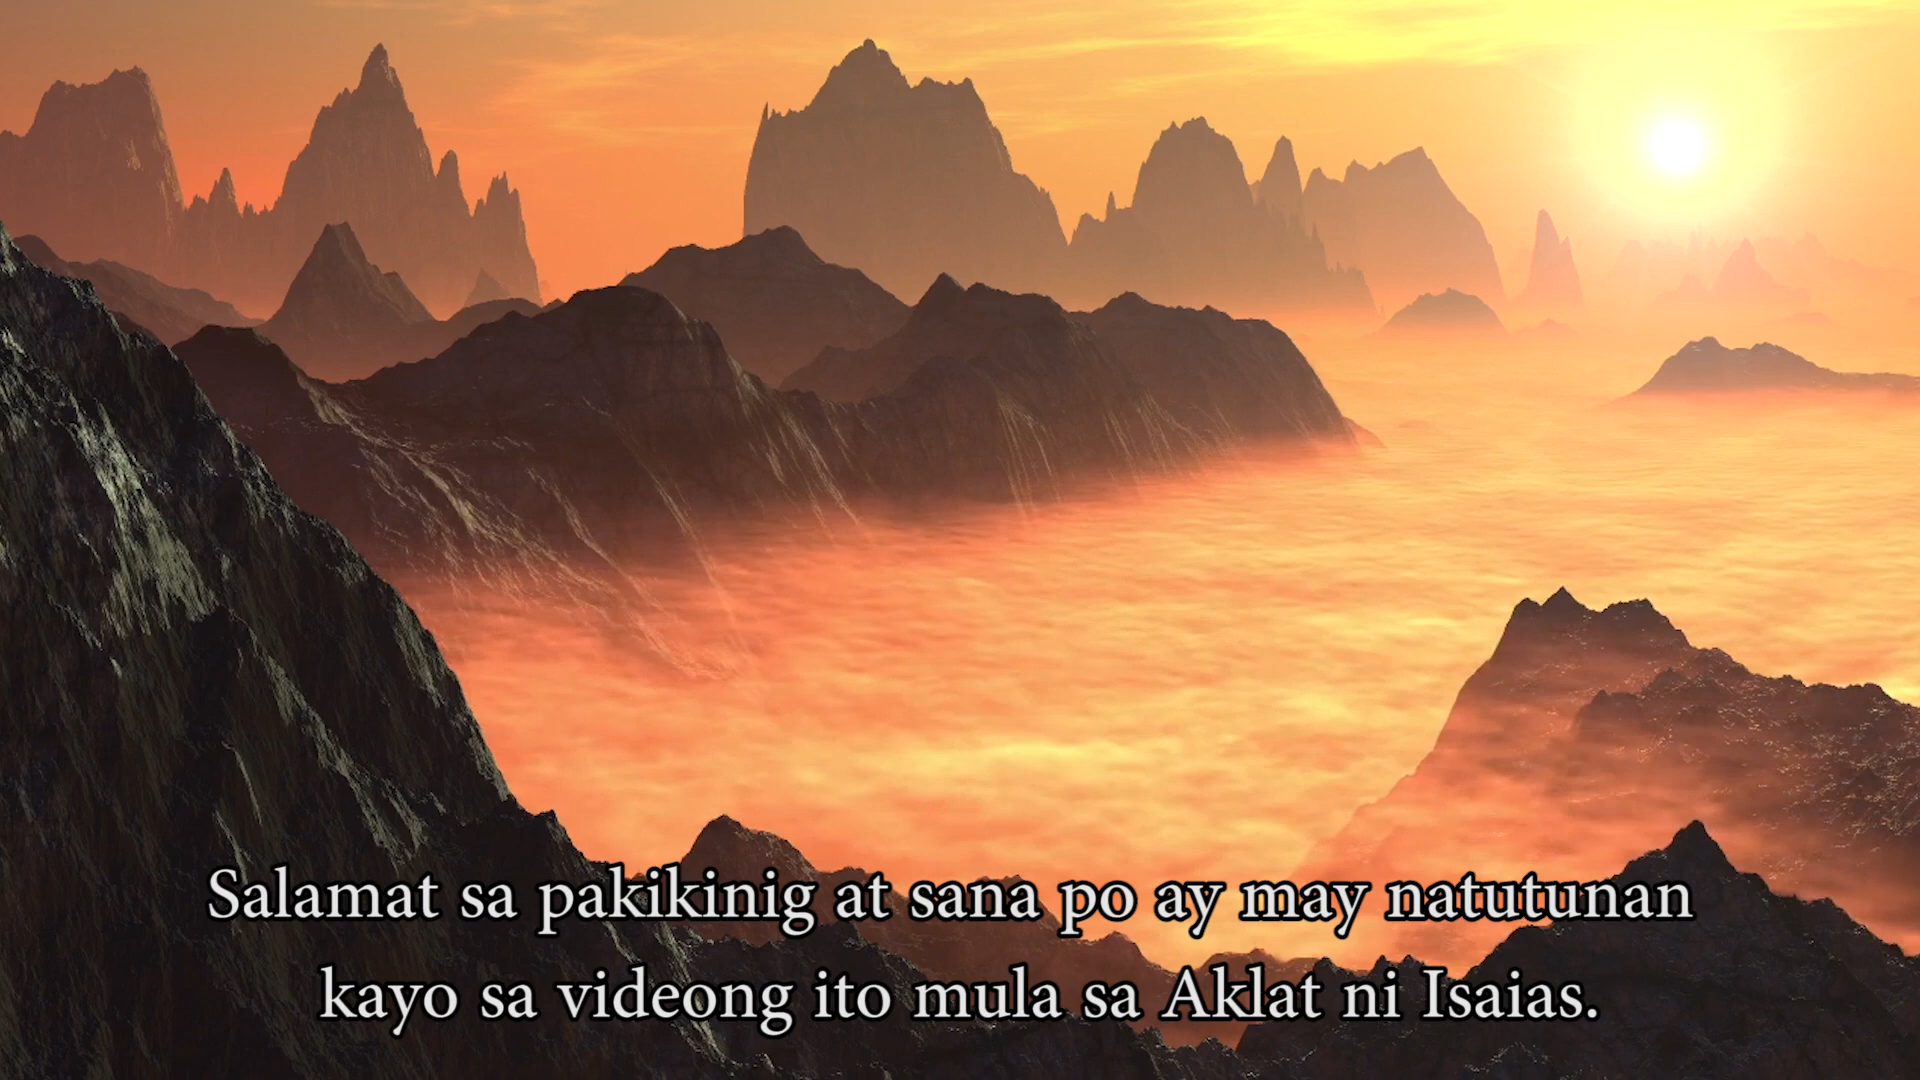 Salamat sa pakikinig at sana po ay may natutunan
kayo sa videong ito mula sa Aklat ni Isaias.